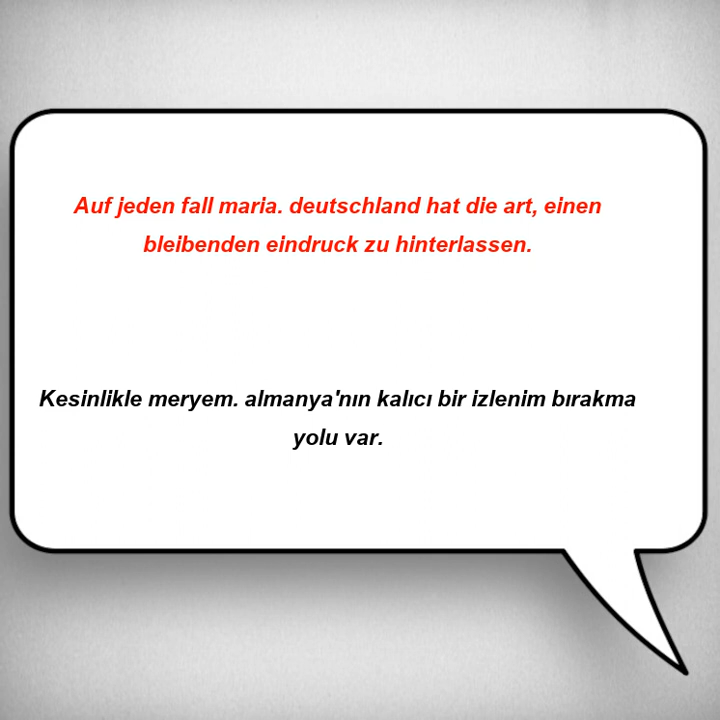 Auf jeden fall maria. deutschland hat die art, einen
bleibenden eindruck zu hinterlassen.
Kesinlikle meryem. almanya'nın kalıcı bir izlenim bırakma
yolu var.